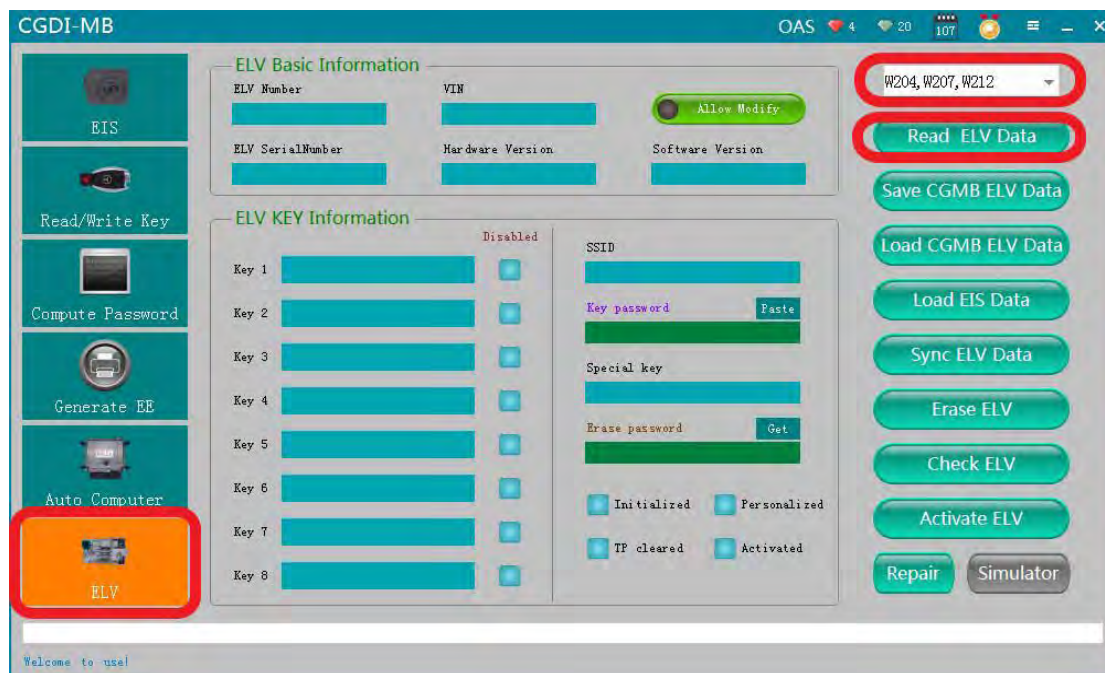 CGDI-MB
OAS 4 20 107
EIS
Read/Write Key
Compute Password
Generate EE
Auto Computer
ELV
ELV Basic Information
ELV Number VIN
Allow Modify
ELV SerialNumber Hardware Version Software Version
ELV KEY Information
Disabled
Key 1
Key 2
Key 3
Key 4
Key 5
Key 6
Key 7
Key 8
SSID
Key password Paste
Special key
Erase password Get
Initialized Personalized
TP cleared Activated
W204, W207, W212
Read ELV Data
Save CGMB ELV Data
Load CGMB ELV Data
Load EIS Data
Sync ELV Data
Erase ELV
Check ELV
Activate ELV
Repair Simulator
Welcome to use!